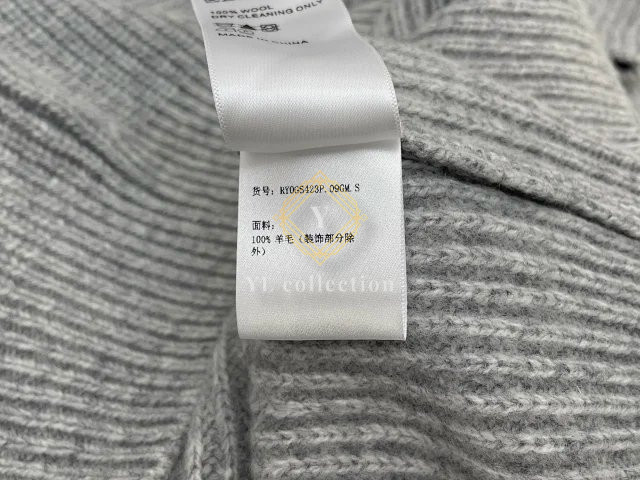 100% WOOL
DRY CLEANING ONLY
MADE IN CHINA
货号: RYOG5423P.09GM.S
面料:
100% 羊毛（装饰部分除
外）
Y
YL collection